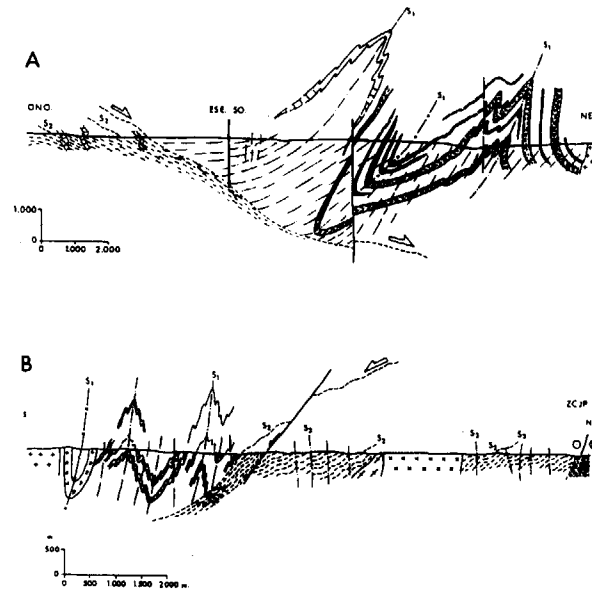 A
S₁
S₁
ONO.
ESE. SO.
S₂
S₂
S₁
NE
1.000
0
0 1.000 2.000
B
S₁
S₁
S₂
S₂
S₂
S₂
S₂
S₂
ZCJP
N
500
0
0 500 1.000 1.500 2.000 m.